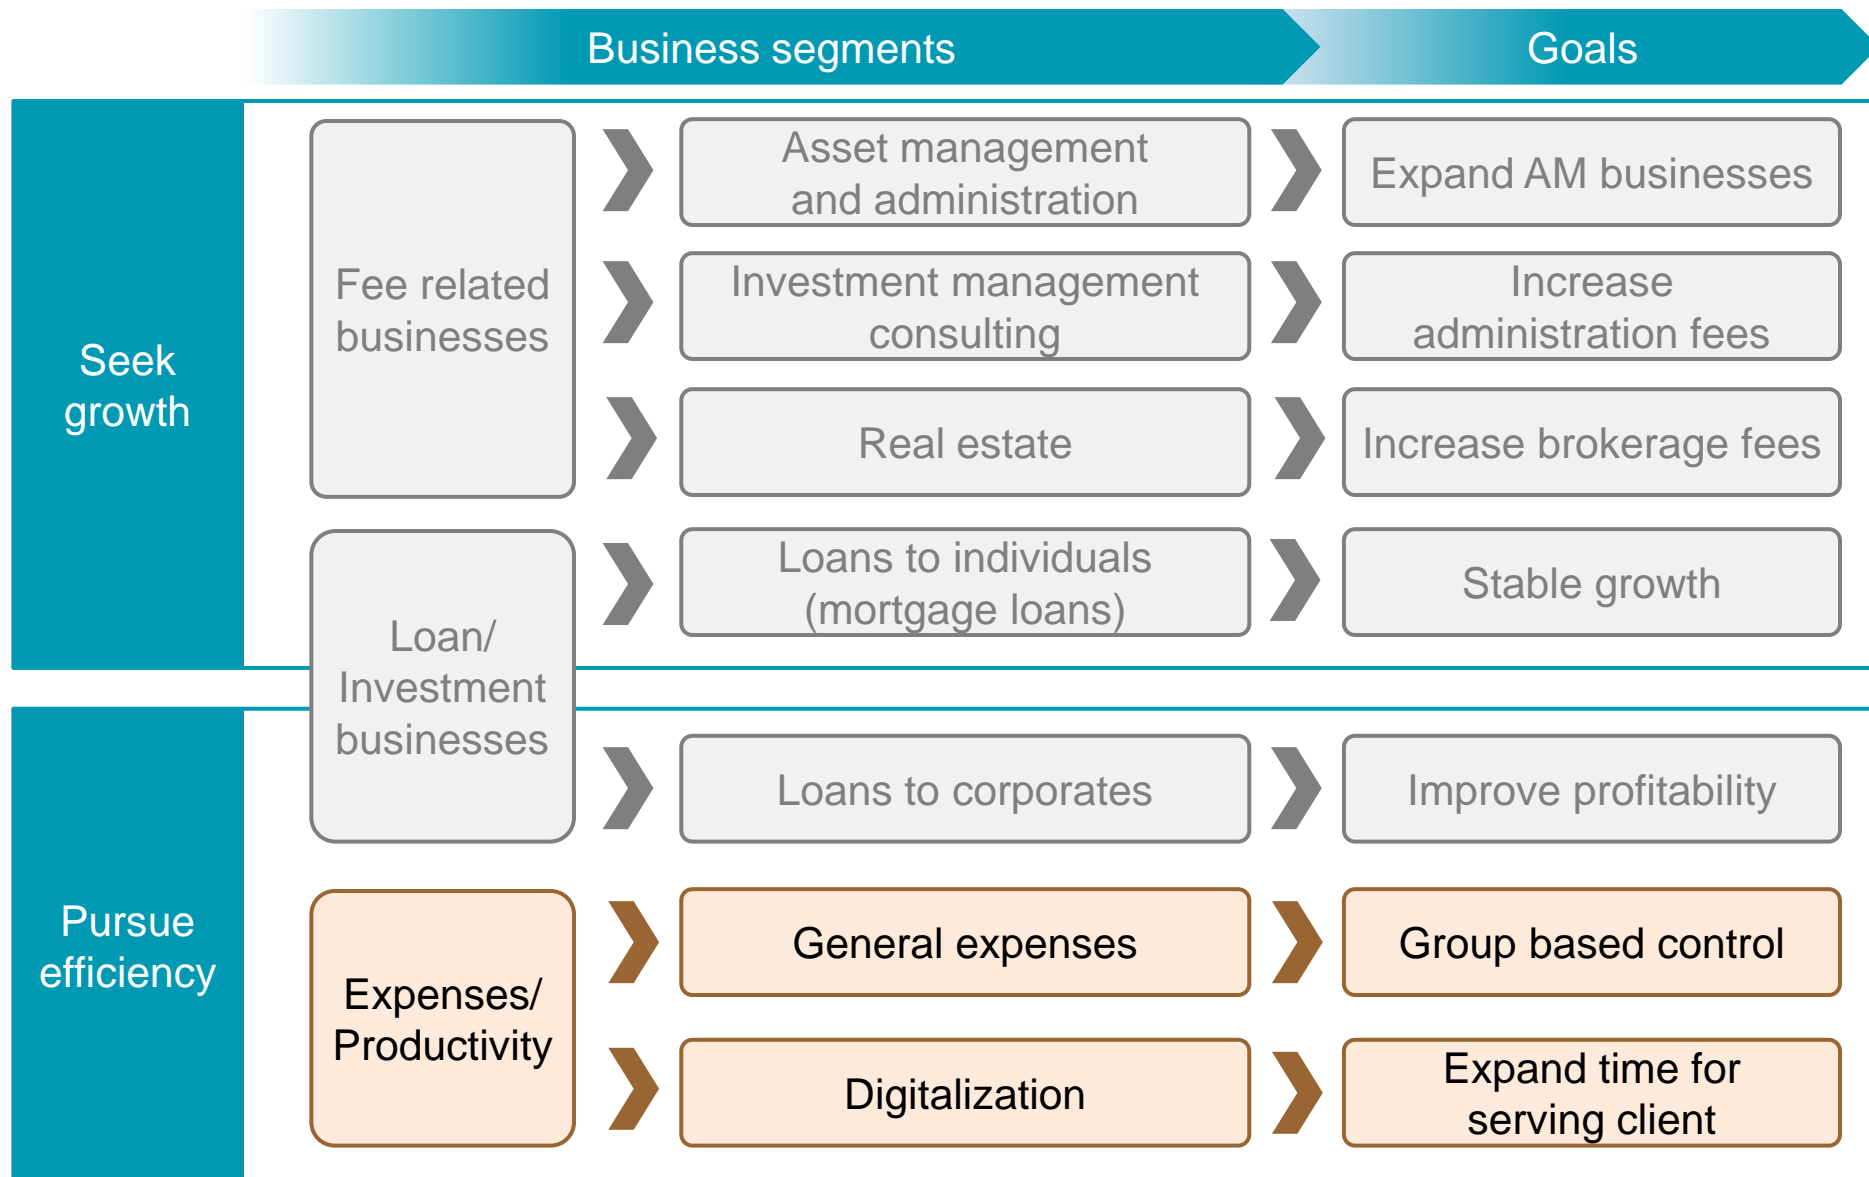 Business segments
Goals
Seek
growth
Fee related
businesses
Asset management
and administration
Expand AM businesses
Investment management
consulting
Increase
administration fees
Real estate
Increase brokerage fees
Loan/
Investment
businesses
Loans to individuals
(mortgage loans)
Stable growth
Pursue
efficiency
Loans to corporates
Improve profitability
Expenses/
Productivity
General expenses
Group based control
Digitalization
Expand time for
serving client